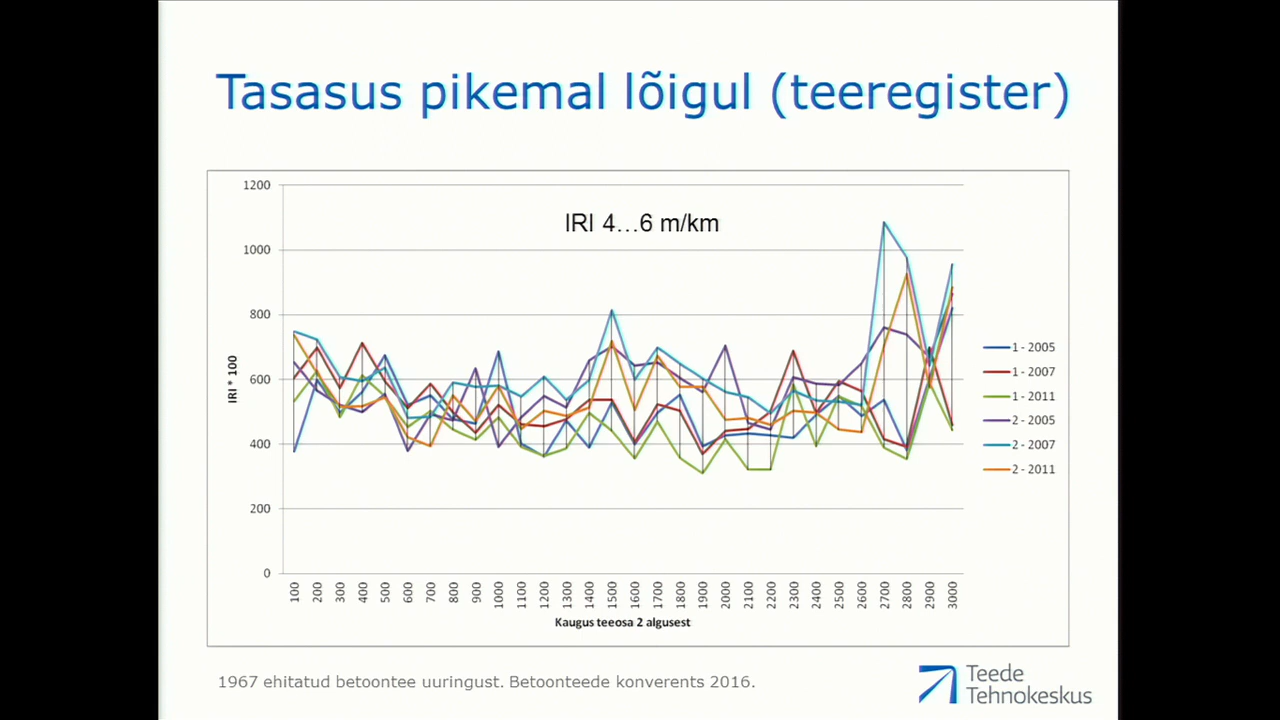 Tasasus pikemal lõigul (teeregister)
IRI 4...6 m/km
1200
1000
800
600
400
200
0
IRI * 100
100 200 300 400 500 600 700 800 900 1000 1100 1200 1300 1400 1500 1600 1700 1800 1900 2000 2100 2200 2300 2400 2500 2600 2700 2800 2900 3000
Kaugus teeosa 2 algusest
1 - 2005
1 - 2007
1 - 2011
2 - 2005
2 - 2007
2 - 2011
1967 ehitatud betoontee uuringust. Betoonteede konverents 2016.
Teede
Tehnokeskus